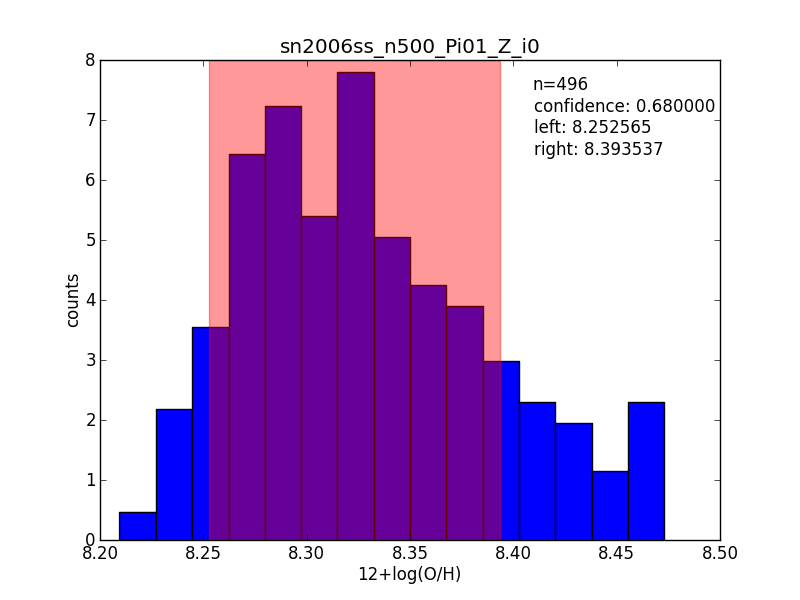 sn2006ss_n500_Pi01_Z_i0
n=496
confidence: 0.680000
left: 8.252565
right: 8.393537
8
7
6
5
4
3
2
1
0
counts
8.20 8.25 8.30 8.35 8.40 8.45 8.50
12+log(O/H)